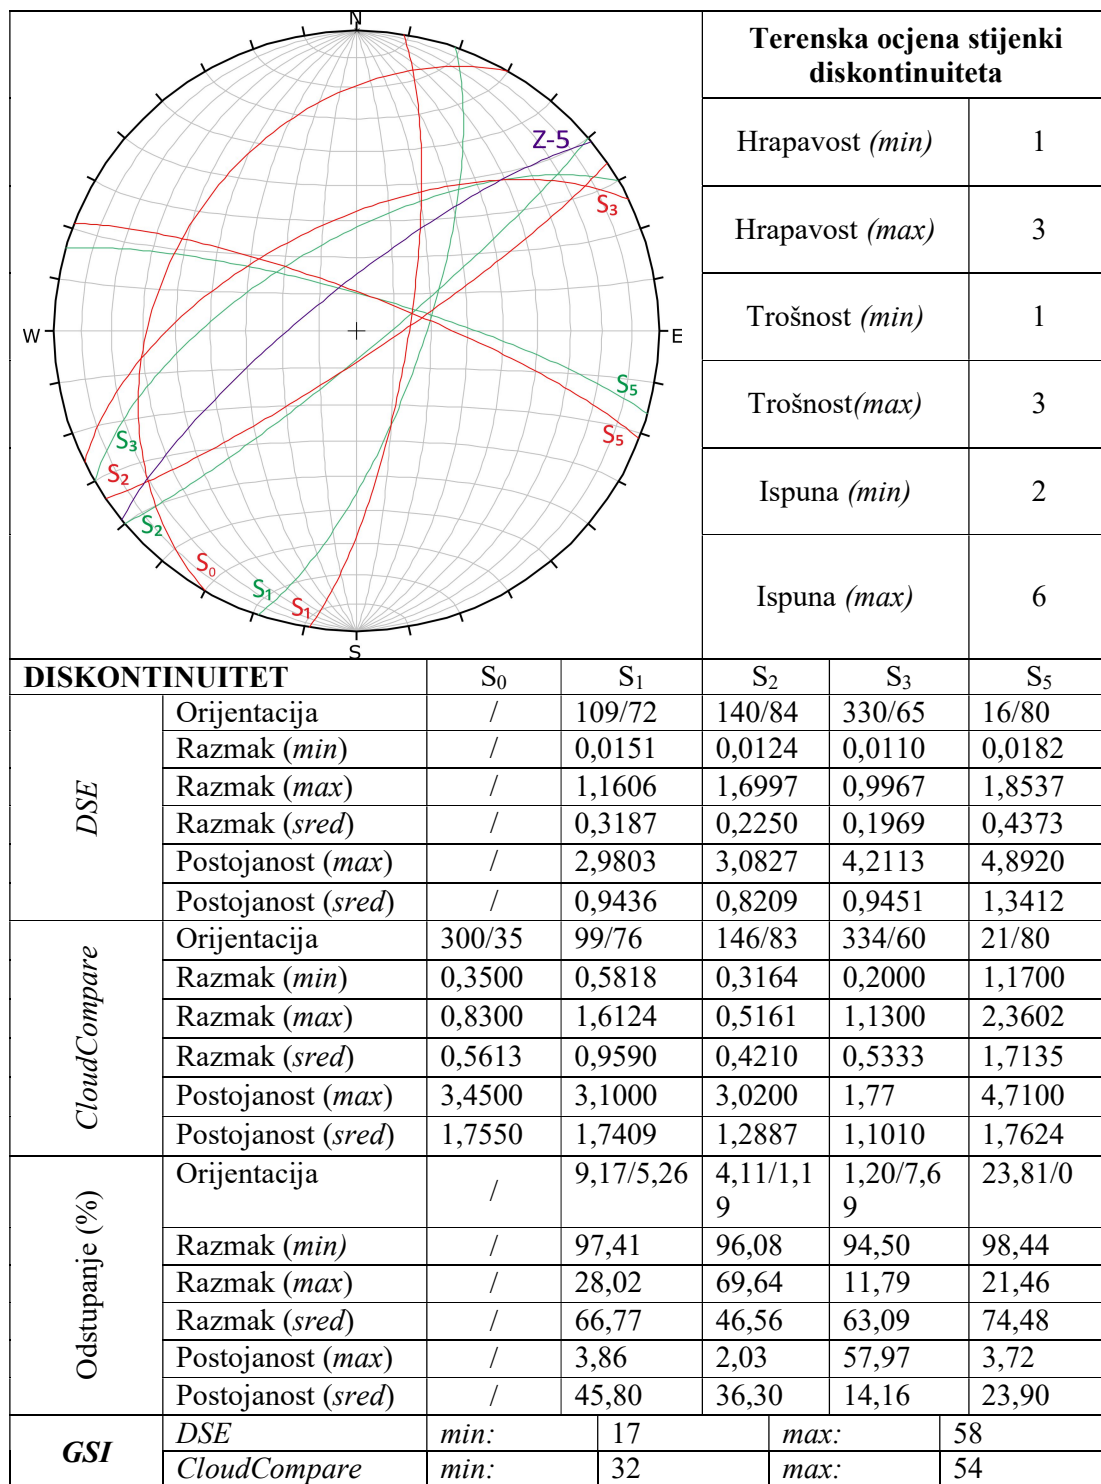 N
Z-5
S₃
W
E
S₅
S₅
S₃
S₂
S₂
S₀
S₁
S₁
S
Terenska ocjena stijenki
diskontinuiteta
Hrapavost (min) 1
Hrapavost (max) 3
Trošnost (min) 1
Trošnost(max) 3
Ispuna (min) 2
Ispuna (max) 6
DISKONTINUITET S₀ S₁ S₂ S₃ S₅
DSE
Orijentacija / 109/72 140/84 330/65 16/80
Razmak (min) / 0,0151 0,0124 0,0110 0,0182
Razmak (max) / 1,1606 1,6997 0,9967 1,8537
Razmak (sred) / 0,3187 0,2250 0,1969 0,4373
Postojanost (max) / 2,9803 3,0827 4,2113 4,8920
Postojanost (sred) / 0,9436 0,8209 0,9451 1,3412
CloudCompare
Orijentacija 300/35 99/76 146/83 334/60 21/80
Razmak (min) 0,3500 0,5818 0,3164 0,2000 1,1700
Razmak (max) 0,8300 1,6124 0,5161 1,1300 2,3602
Razmak (sred) 0,5613 0,9590 0,4210 0,5333 1,7135
Postojanost (max) 3,4500 3,1000 3,0200 1,77 4,7100
Postojanost (sred) 1,7550 1,7409 1,2887 1,1010 1,7624
Odstupanje (%)
Orijentacija / 9,17/5,26 4,11/1,1 1,20/7,6 23,81/0
9 9
Razmak (min) / 97,41 96,08 94,50 98,44
Razmak (max) / 28,02 69,64 11,79 21,46
Razmak (sred) / 66,77 46,56 63,09 74,48
Postojanost (max) / 3,86 2,03 57,97 3,72
Postojanost (sred) / 45,80 36,30 14,16 23,90
GSI
DSE min: 17 max: 58
CloudCompare min: 32 max: 54